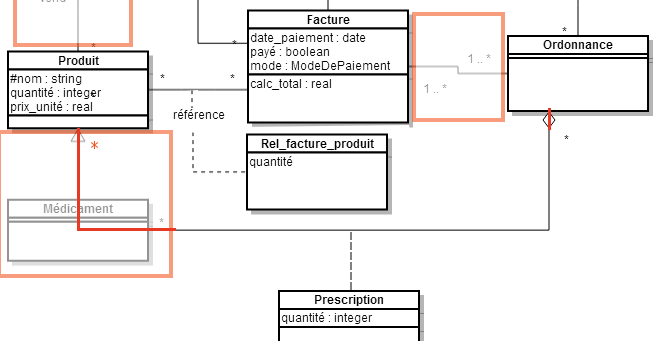 Produit
#nom : string
quantité : integer
prix_unité : real
*
*
*
*
Facture
date_paiement : date
payé : boolean
mode : ModeDePaiement
calc_total : real
*
1 .. *
1 .. *
Ordonnance
*
référence
Rel_facture_produit
quantité
*
Médicament
*
Prescription
quantité : integer